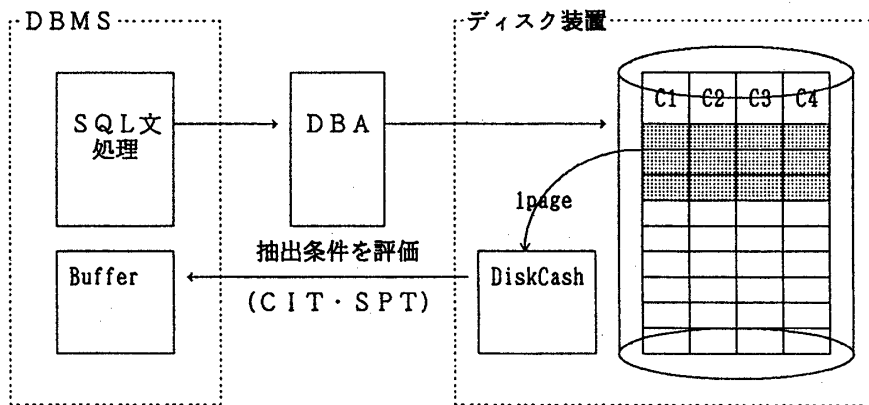 DBMS
ディスク装置
SQL文
処理
DBA
C1 C2 C3 C4
1page
抽出条件を評価
(CIT・SPT)
Buffer
DiskCash